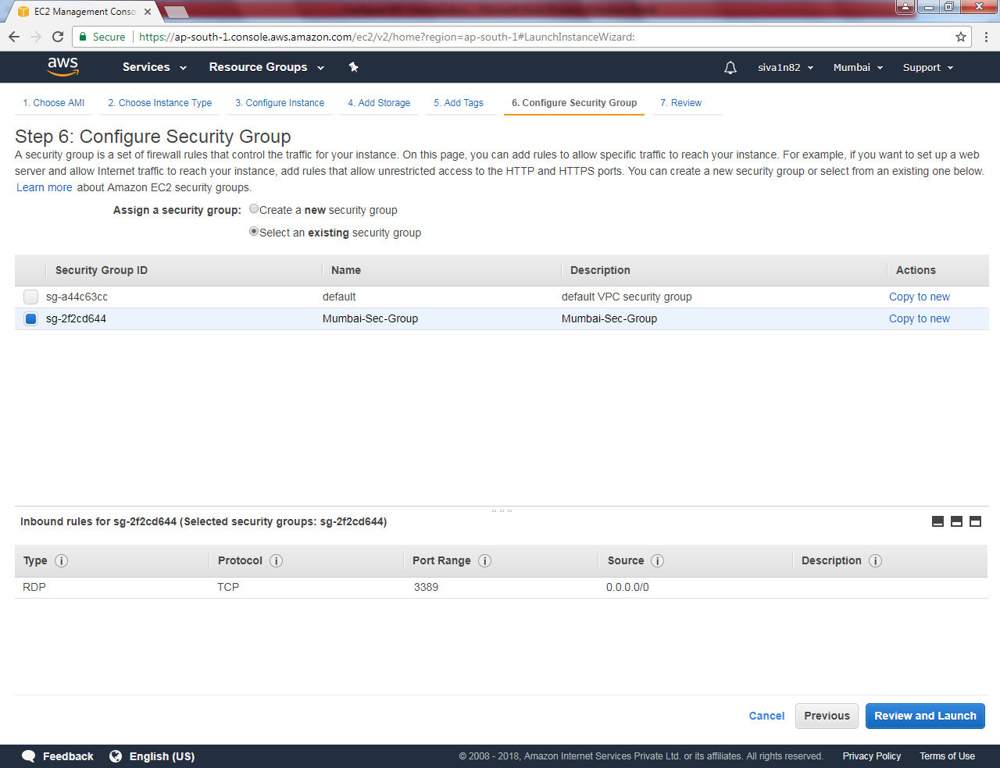 EC2 Management Conso
Secure https://ap-south-1.console.aws.amazon.com/ec2/v2/home?region=ap-south-1#LaunchInstanceWizard:
aws Services Resource Groups siva1n82 Mumbai Support
1. Choose AMI 2. Choose Instance Type 3. Configure Instance 4. Add Storage 5. Add Tags 6. Configure Security Group 7. Review
Step 6: Configure Security Group
A security group is a set of firewall rules that control the traffic for your instance. On this page, you can add rules to allow specific traffic to reach your instance. For example, if you want to set up a web
server and allow Internet traffic to reach your instance, add rules that allow unrestricted access to the HTTP and HTTPS ports. You can create a new security group or select from an existing one below.
Learn more about Amazon EC2 security groups.
Assign a security group: Create a new security group
Select an existing security group
Security Group ID Name Description Actions
sg-a44c63cc default default VPC security group Copy to new
sg-2f2cd644 Mumbai-Sec-Group Mumbai-Sec-Group Copy to new
Inbound rules for sg-2f2cd644 (Selected security groups: sg-2f2cd644)
Type i Protocol i Port Range i Source i Description i
RDP TCP 3389 0.0.0.0/0
Cancel Previous Review and Launch
Feedback English (US) © 2008 - 2018, Amazon Internet Services Private Ltd. or its affiliates. All rights reserved. Privacy Policy Terms of Use